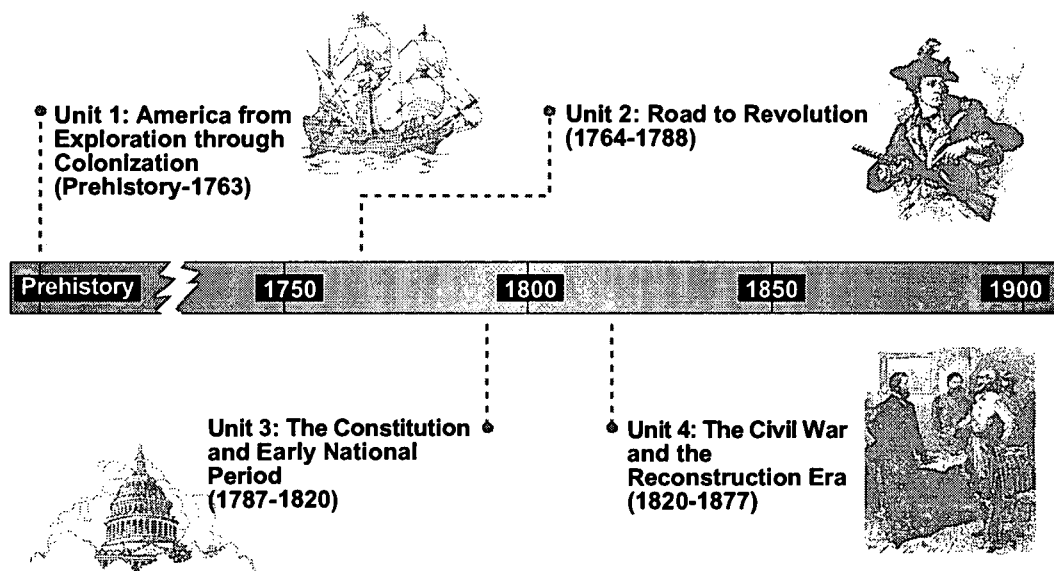 Unit 1: America from
Exploration through
Colonization
(Prehistory-1763)
Unit 2: Road to Revolution
(1764-1788)
Prehistory
1750
1800
1850
1900
Unit 3: The Constitution
and Early National
Period
(1787-1820)
Unit 4: The Civil War
and the
Reconstruction Era
(1820-1877)